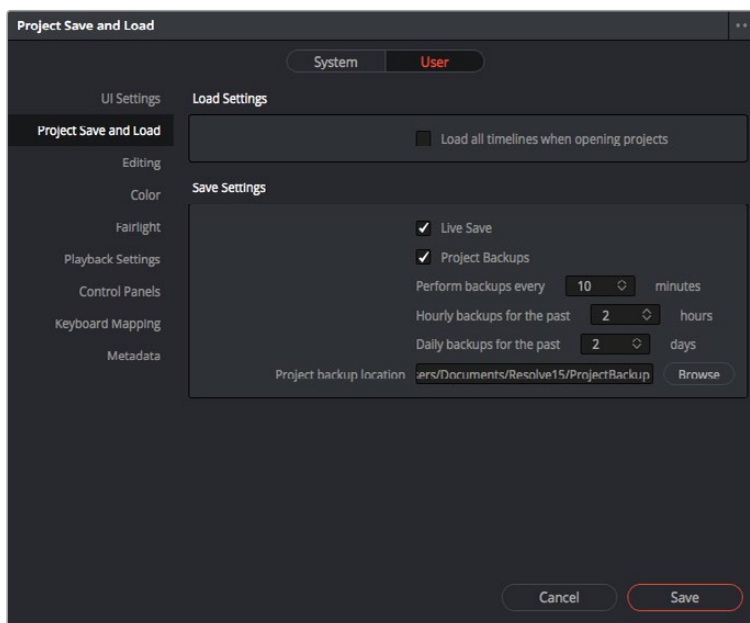 Project Save and Load
System
User
UI Settings
Project Save and Load
Editing
Color
Fairlight
Playback Settings
Control Panels
Keyboard Mapping
Metadata
Load Settings
Load all timelines when opening projects
Save Settings
Live Save
Project Backups
Perform backups every 10 minutes
Hourly backups for the past 2 hours
Daily backups for the past 2 days
Project backup location ers/Documents/Resolve15/ProjectBackup Browse
Cancel
Save